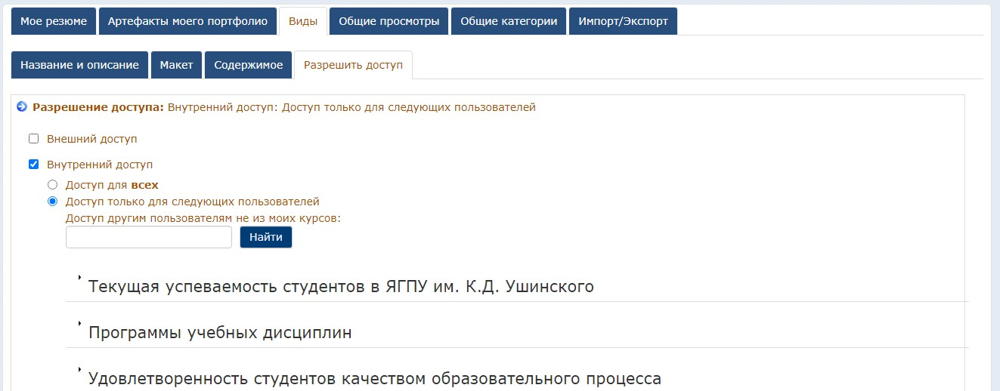 Мое резюме Артефакты моего портфолио Виды Общие просмотры Общие категории Импорт/Экспорт
Название и описание Макет Содержимое Разрешить доступ
Разрешение доступа: Внутренний доступ: Доступ только для следующих пользователей
Внешний доступ
Внутренний доступ
Доступ для всех
Доступ только для следующих пользователей
Доступ другим пользователям не из моих курсов:
Найти
Текущая успеваемость студентов в ЯГПУ им. К.Д. Ушинского
Программы учебных дисциплин
Удовлетворенность студентов качеством образовательного процесса